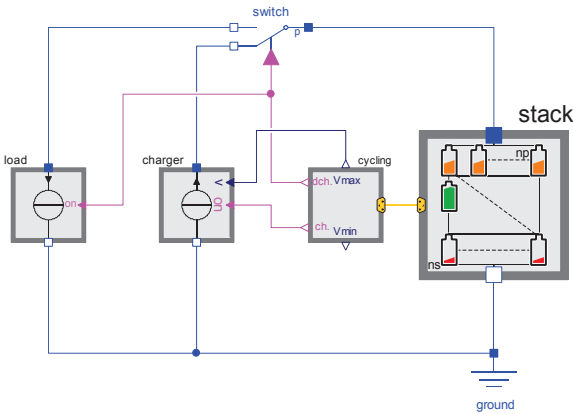 switch
p
stack
load
charger
cycling
np
on
V
on
dch. Vmax
ch. Vmin
ns
ground